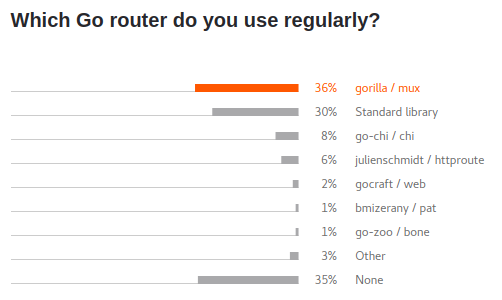 Which Go router do you use regularly?
36% gorilla / mux
30% Standard library
8% go-chi / chi
6% julienschmidt / httproute
2% gocraft / web
1% bmizerany / pat
1% go-zoo / bone
3% Other
35% None